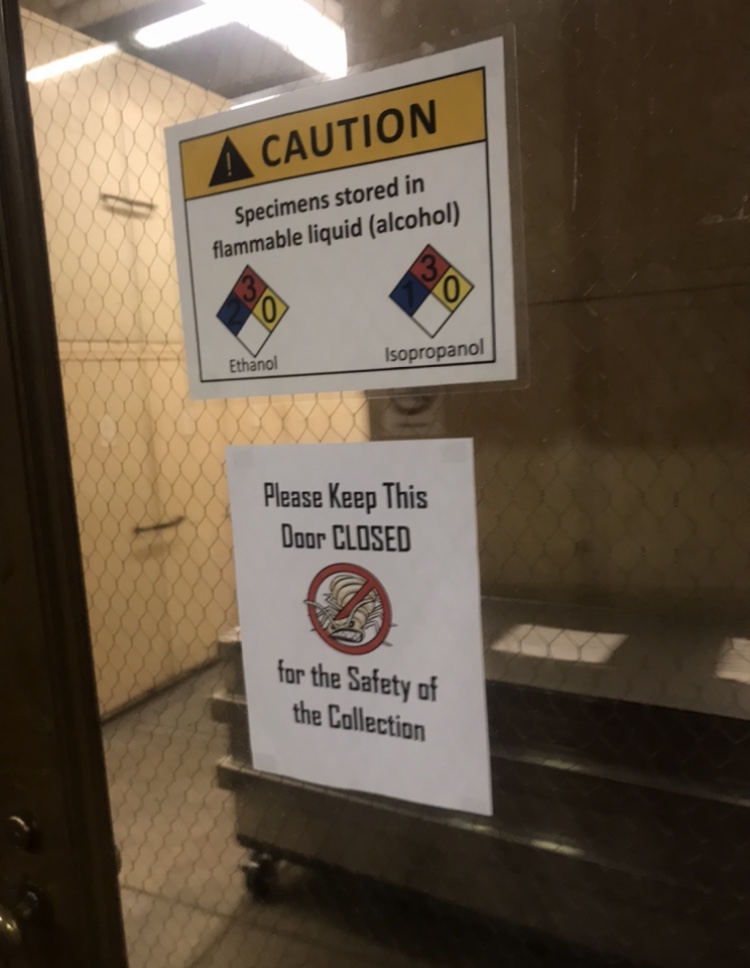 CAUTION
Specimens stored in
flammable liquid (alcohol)
3
2 0
Ethanol
3
1 0
Isopropanol
Please Keep This
Door CLOSED
for the Safety of
the Collection